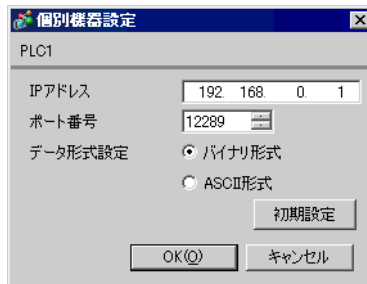 個別機器設定
PLC1
IPアドレス 192. 168. 0. 1
ポート番号 12289
データ形式設定 バイナリ形式
ASCII形式
初期設定
OK(O) キャンセル